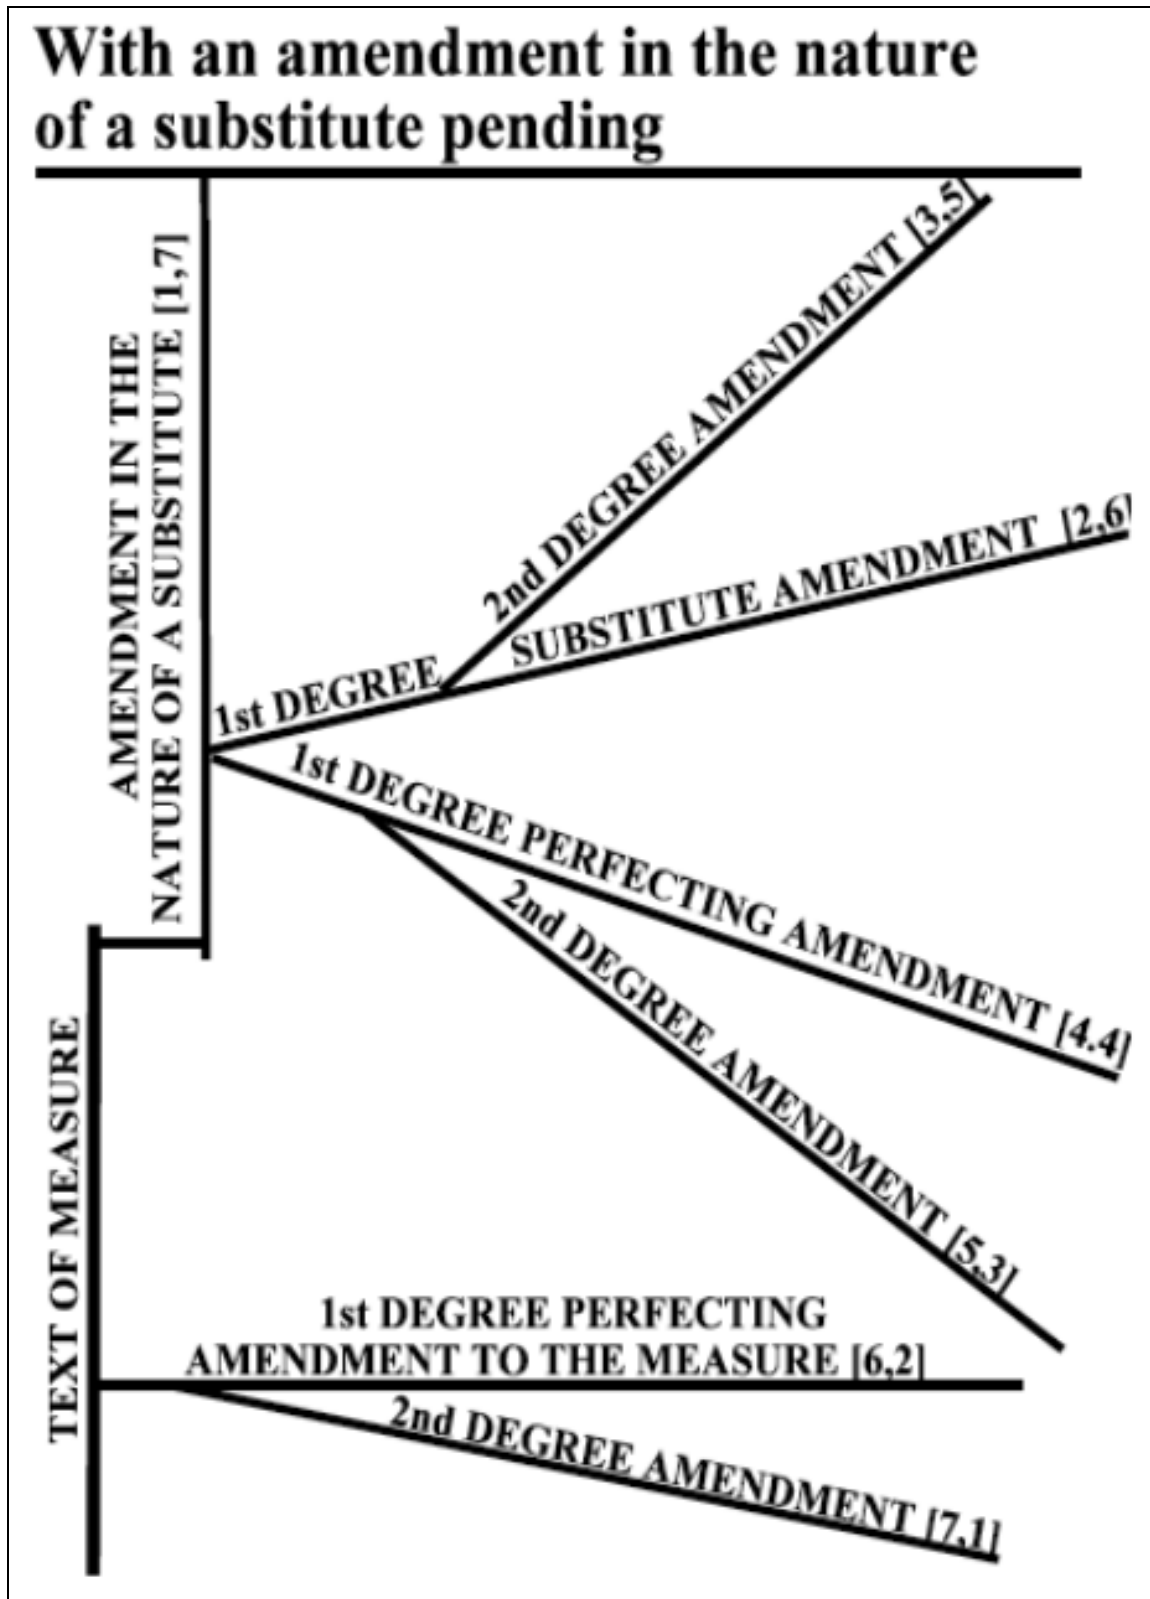 With an amendment in the nature
of a substitute pending
AMENDMENT IN THE
NATURE OF A SUBSTITUTE [1,7]
2nd DEGREE AMENDMENT [3,5]
1st DEGREE SUBSTITUTE AMENDMENT [2,6]
1st DEGREE PERFECTING AMENDMENT [4.4]
2nd DEGREE AMENDMENT [5,3]
TEXT OF MEASURE
1st DEGREE PERFECTING
AMENDMENT TO THE MEASURE [6,2]
2nd DEGREE AMENDMENT [7,1]